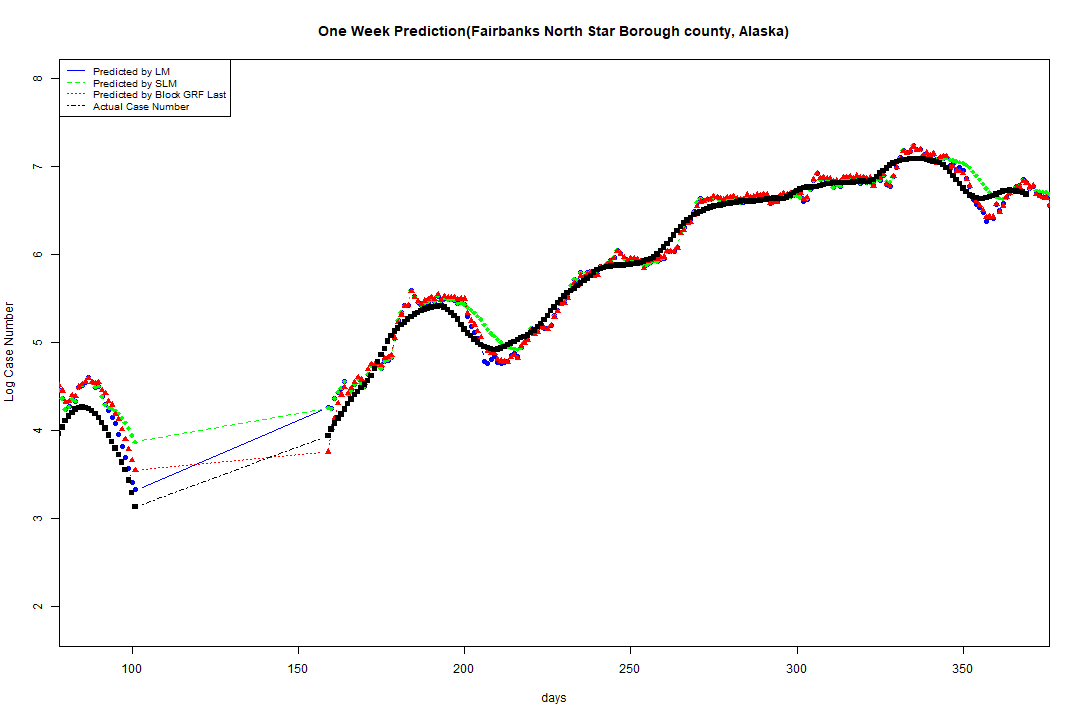 One Week Prediction(Fairbanks North Star Borough county, Alaska)
Predicted by LM
Predicted by SLM
Predicted by Block GRF Last
Actual Case Number
8
7
6
5
4
3
2
Log Case Number
100 150 200 250 300 350
days